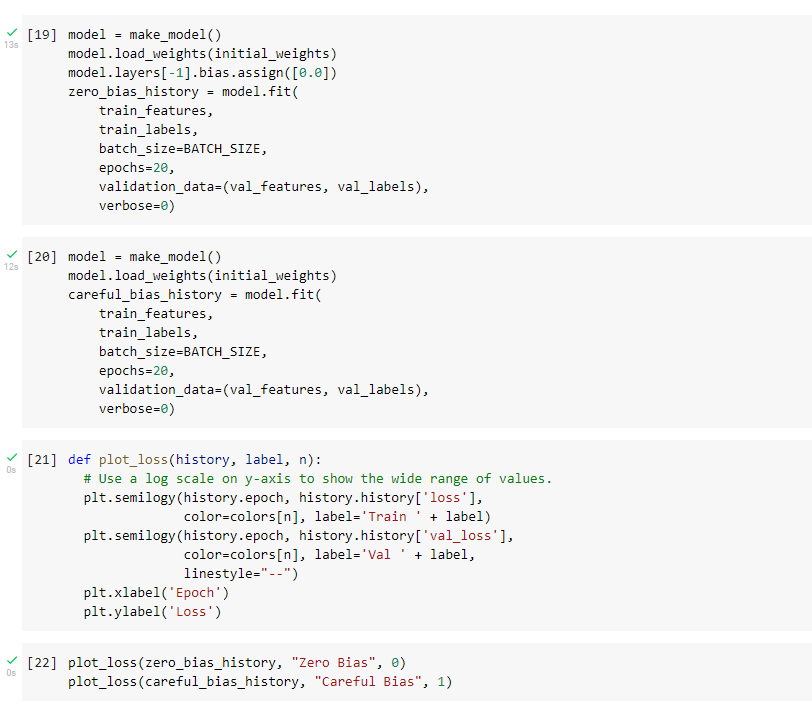 [19] model = make_model()
13s
model.load_weights(initial_weights)
model.layers[-1].bias.assign([0.0])
zero_bias_history = model.fit(
    train_features,
    train_labels,
    batch_size=BATCH_SIZE,
    epochs=20,
    validation_data=(val_features, val_labels),
    verbose=0)
[20] model = make_model()
12s
model.load_weights(initial_weights)
careful_bias_history = model.fit(
    train_features,
    train_labels,
    batch_size=BATCH_SIZE,
    epochs=20,
    validation_data=(val_features, val_labels),
    verbose=0)
[21] def plot_loss(history, label, n):
0s
  # Use a log scale on y-axis to show the wide range of values.
  plt.semilogy(history.epoch, history.history['loss'],
               color=colors[n], label='Train ' + label)
  plt.semilogy(history.epoch, history.history['val_loss'],
               color=colors[n], label='Val ' + label,
               linestyle="--")
  plt.xlabel('Epoch')
  plt.ylabel('Loss')
[22] plot_loss(zero_bias_history, "Zero Bias", 0)
0s
plot_loss(careful_bias_history, "Careful Bias", 1)